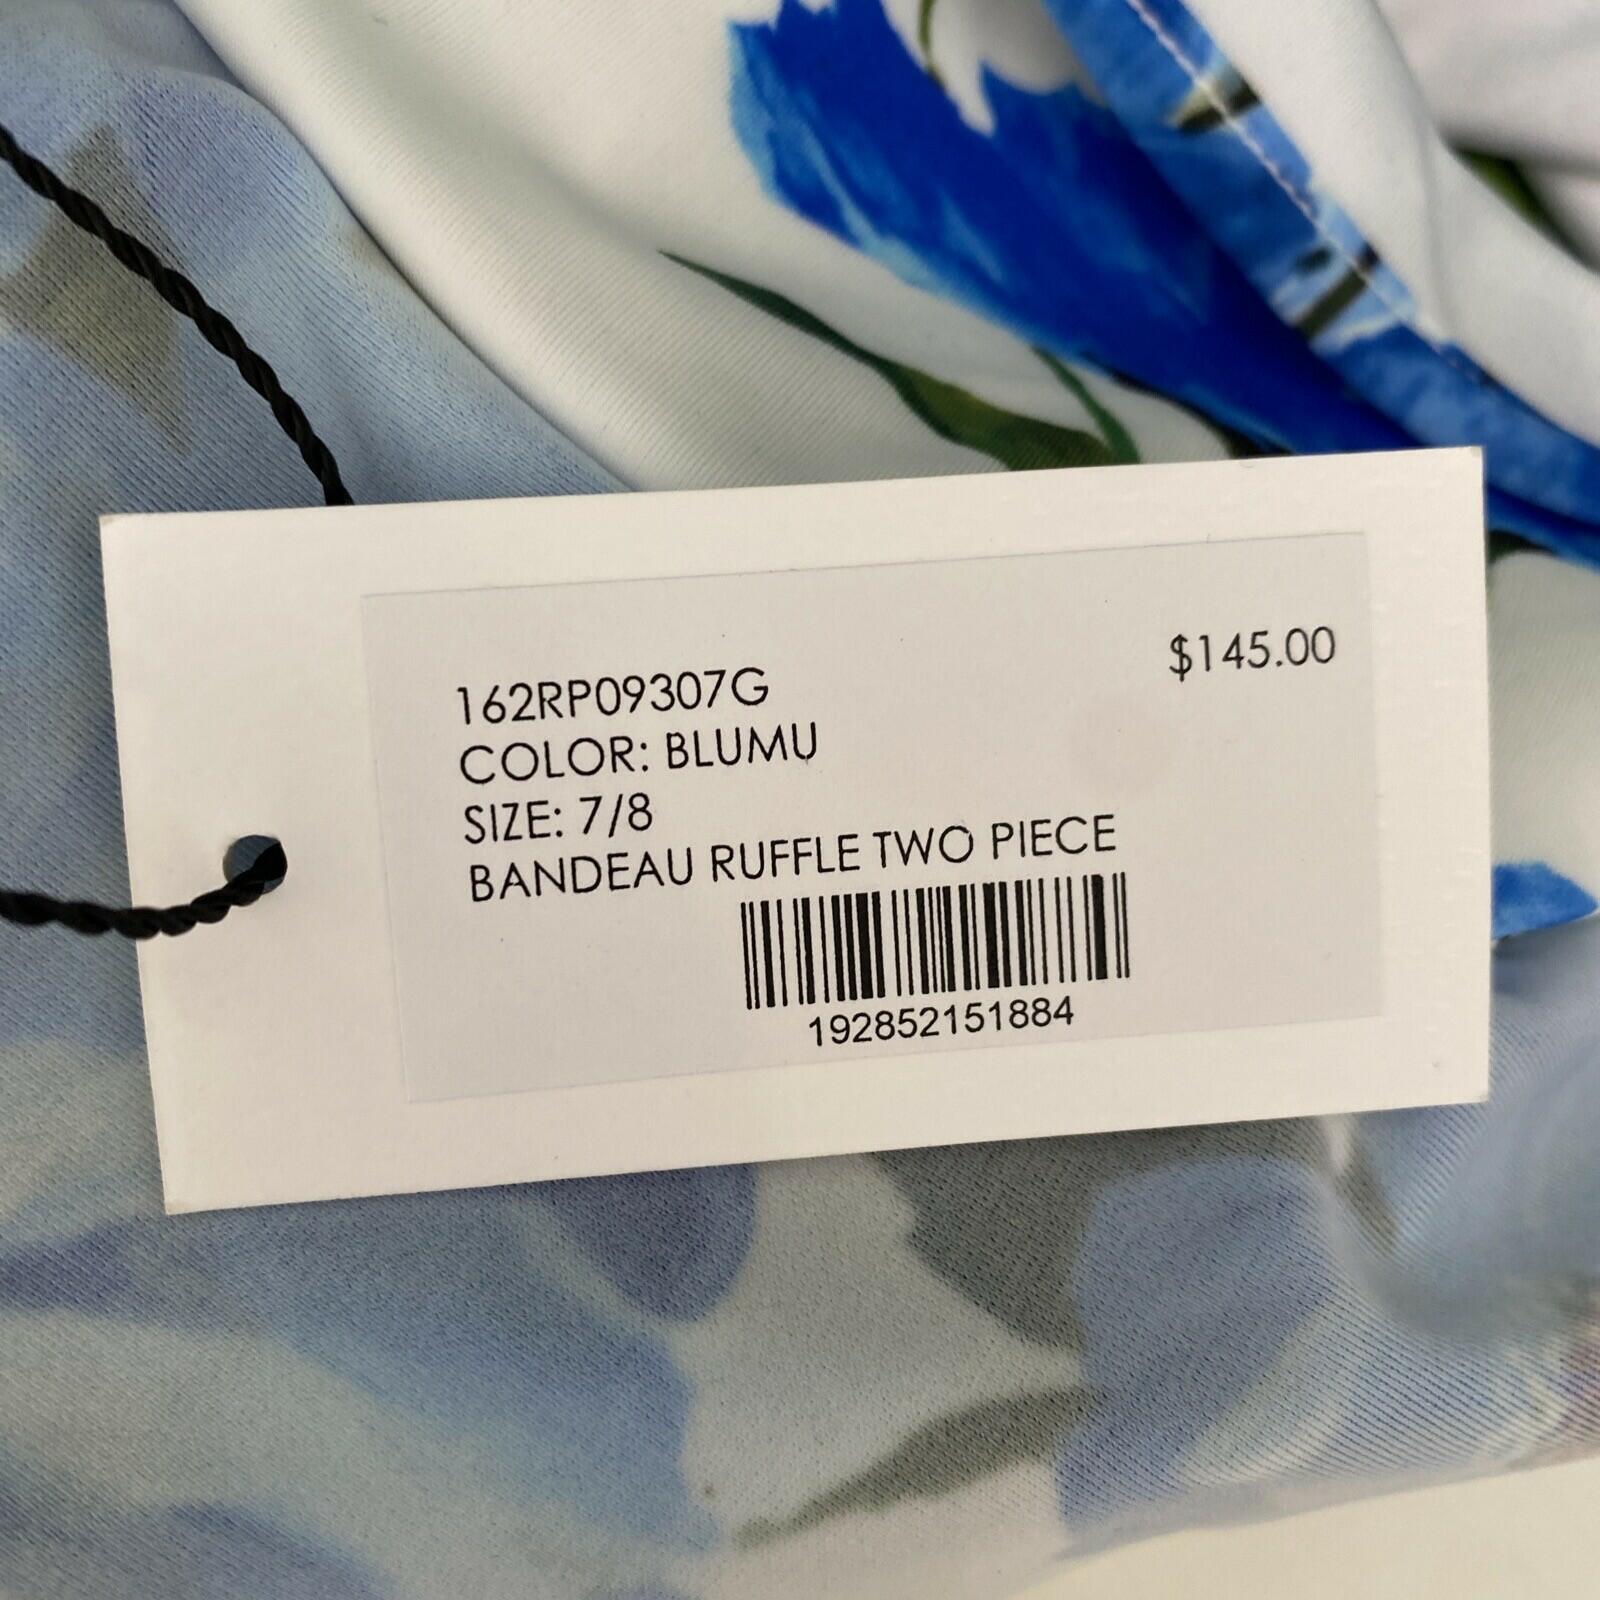 $145.00
162RP09307G
COLOR: BLUMU
SIZE: 7/8
BANDEAU RUFFLE TWO PIECE
192852151884